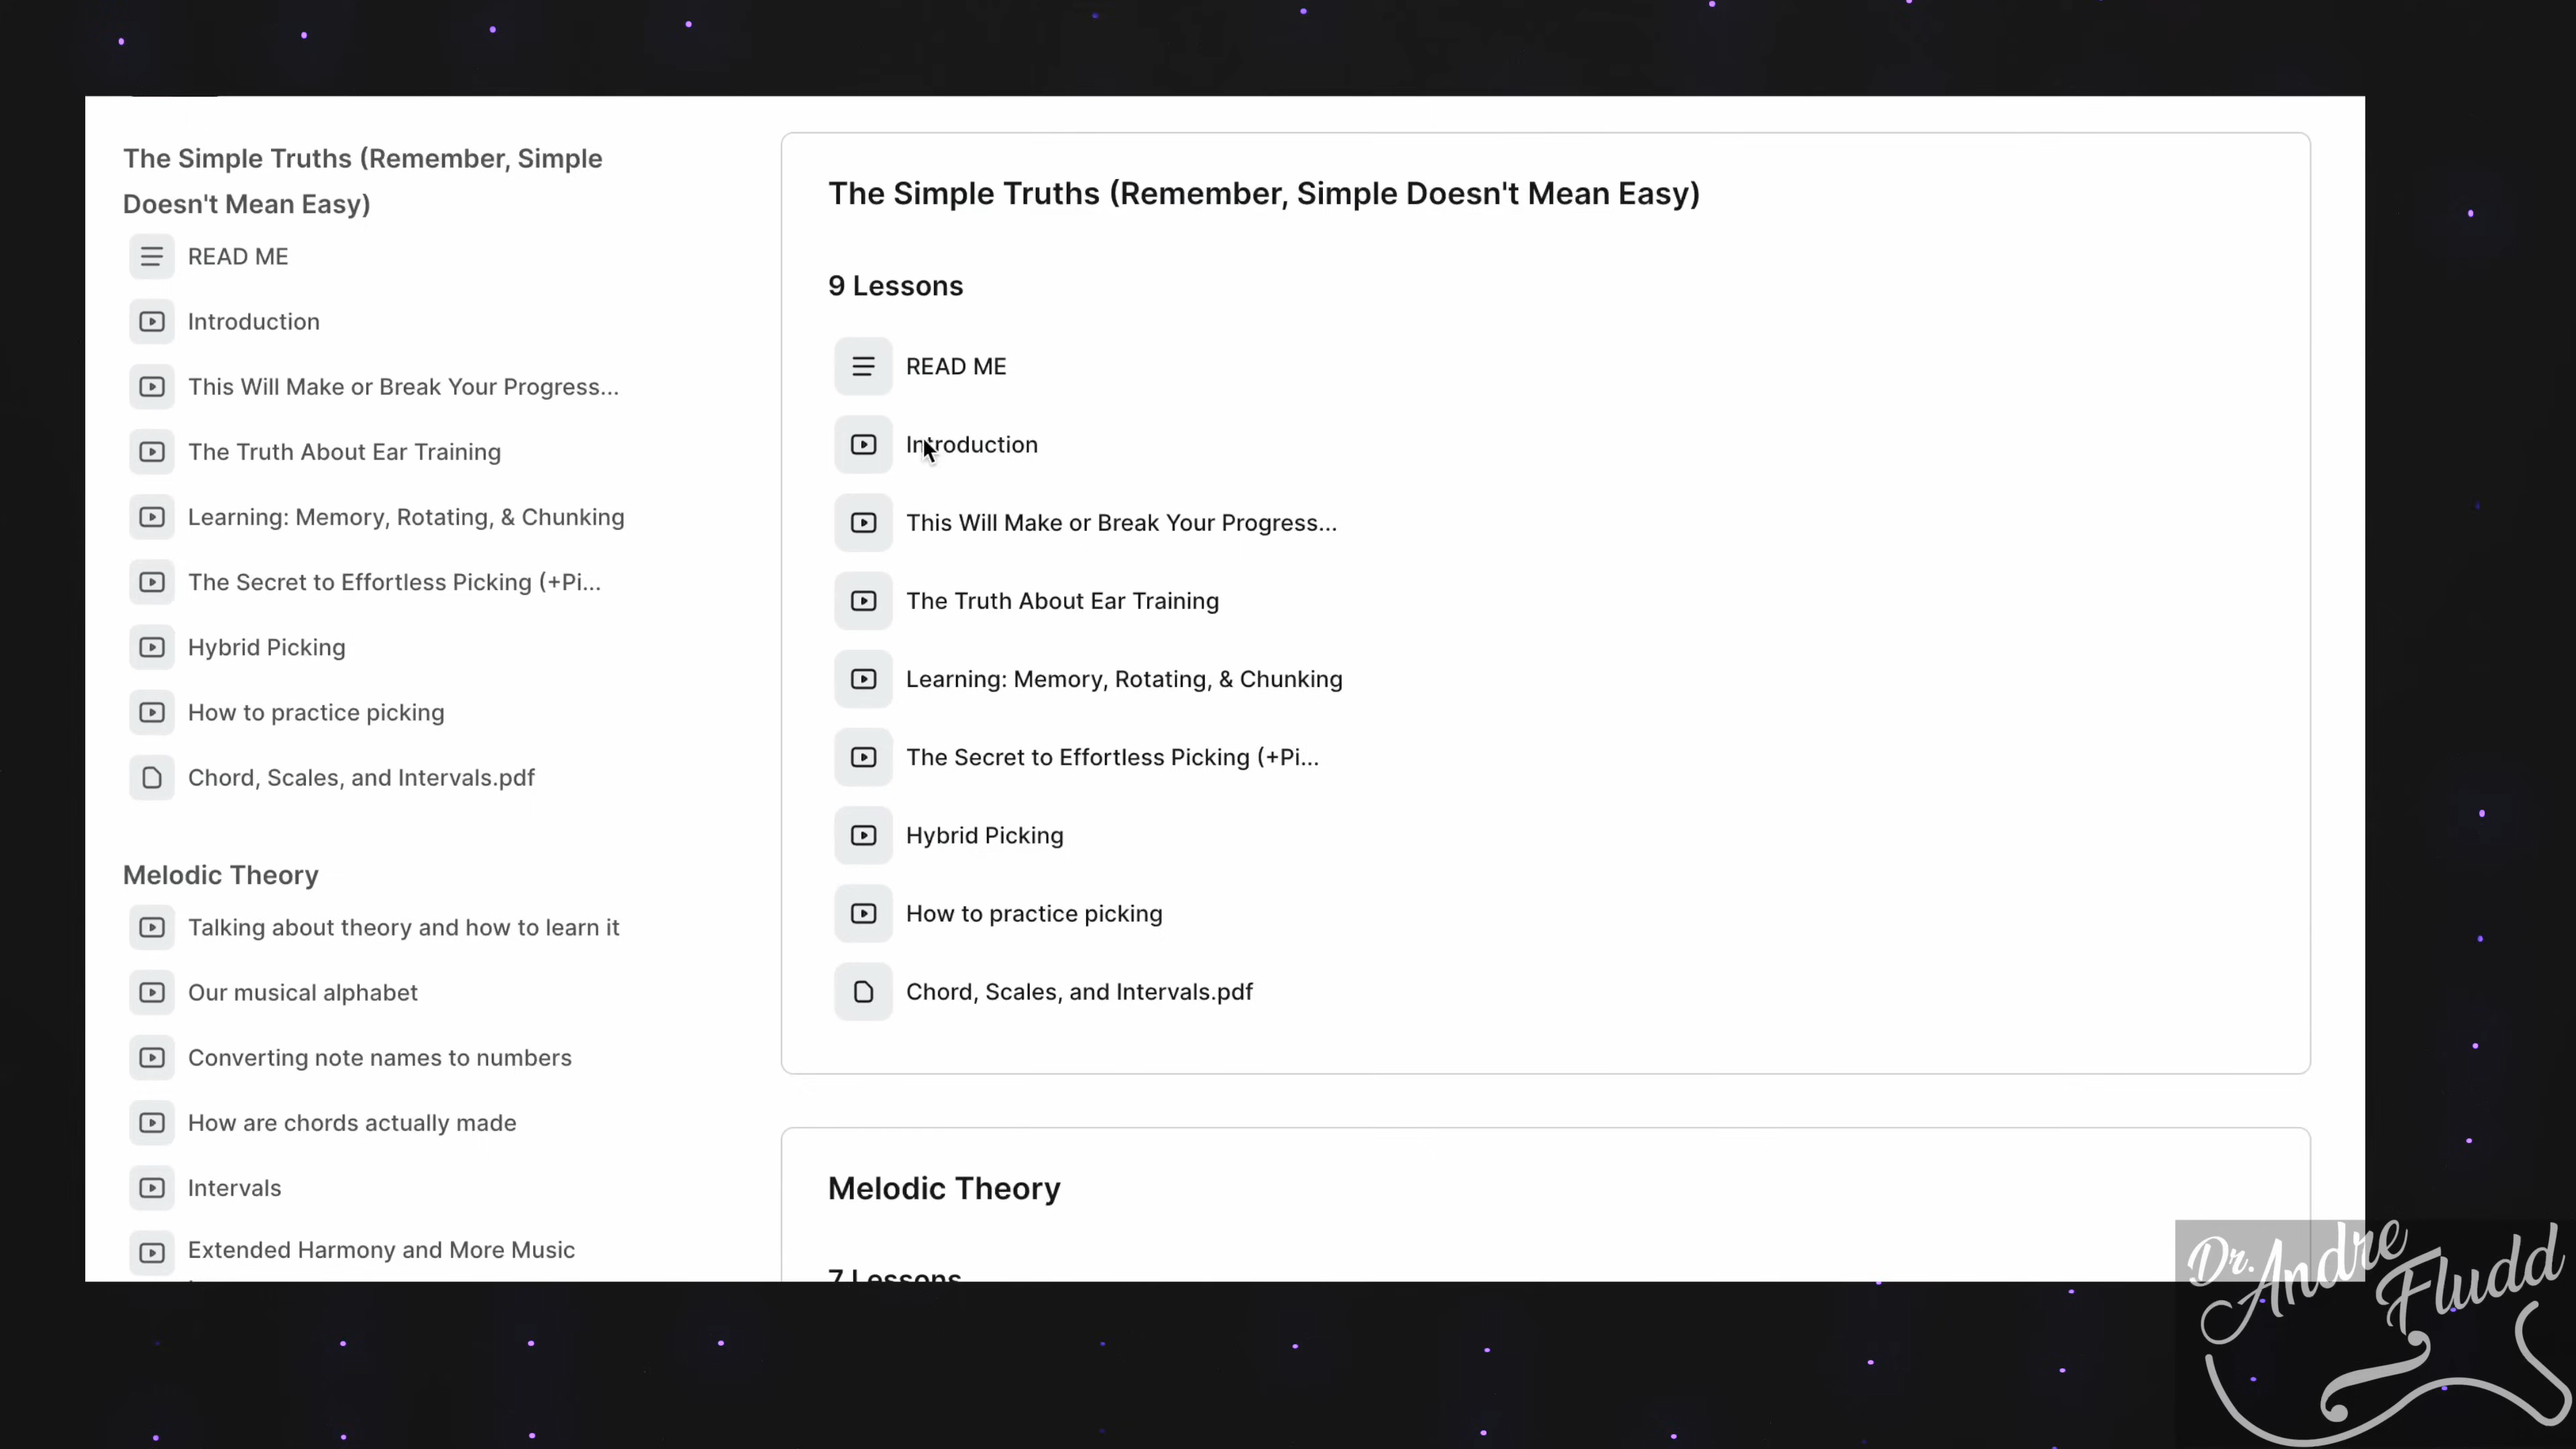 The Simple Truths (Remember, Simple
Doesn't Mean Easy)
READ ME
Introduction
This Will Make or Break Your Progress...
The Truth About Ear Training
Learning: Memory, Rotating, & Chunking
The Secret to Effortless Picking (+Pi...
Hybrid Picking
How to practice picking
Chord, Scales, and Intervals.pdf
Melodic Theory
Talking about theory and how to learn it
Our musical alphabet
Converting note names to numbers
How are chords actually made
Intervals
Extended Harmony and More Music
The Simple Truths (Remember, Simple Doesn't Mean Easy)
9 Lessons
READ ME
Introduction
This Will Make or Break Your Progress...
The Truth About Ear Training
Learning: Memory, Rotating, & Chunking
The Secret to Effortless Picking (+Pi...
Hybrid Picking
How to practice picking
Chord, Scales, and Intervals.pdf
Melodic Theory
7 Lessons
Dr. Andre
Fludd